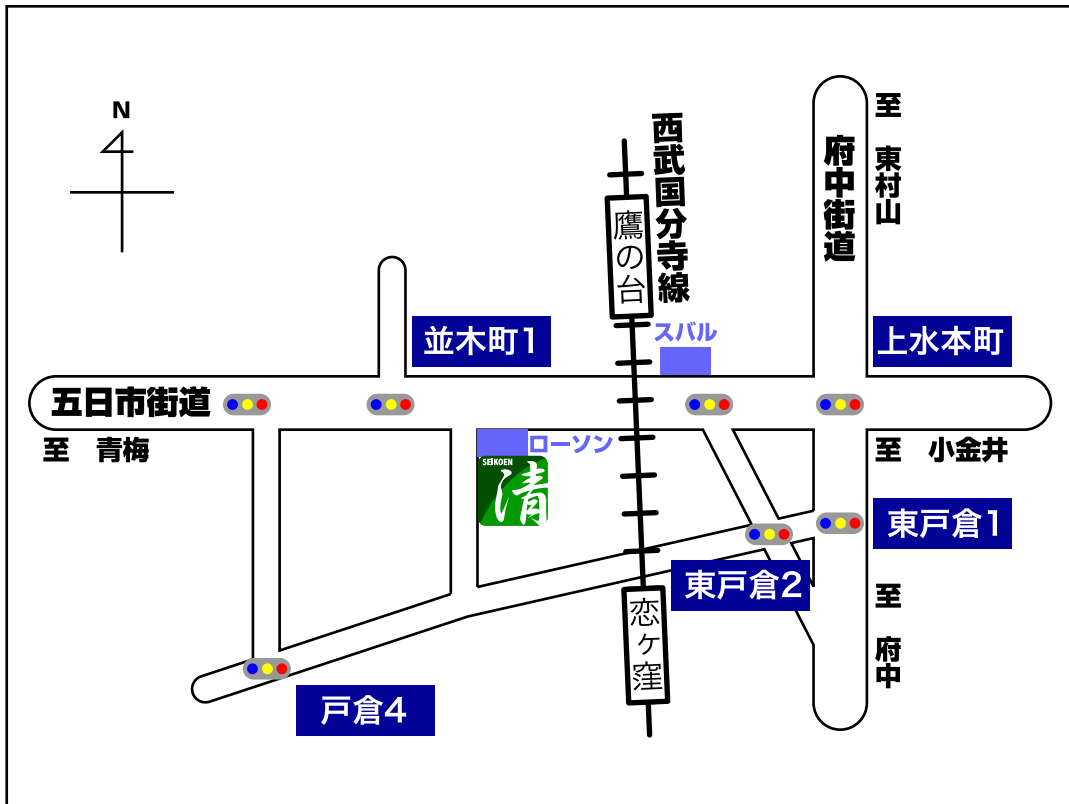 N
西武国分寺線
鷹の台
府中街道
至 東村山
並木町1
スバル
上水本町
五日市街道
至 青梅
ローソン
SEIKOEN
清
至 小金井
東戸倉1
東戸倉2
恋ヶ窪
至 府中
戸倉4